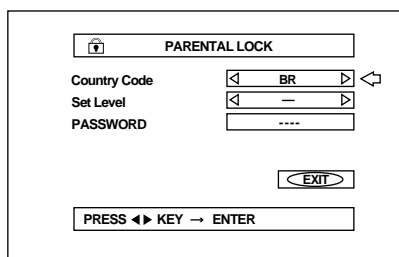 PARENTAL LOCK
Country Code ◁ BR ▷
Set Level ◁ — ▷
PASSWORD ----
EXIT
PRESS ◀▶ KEY → ENTER